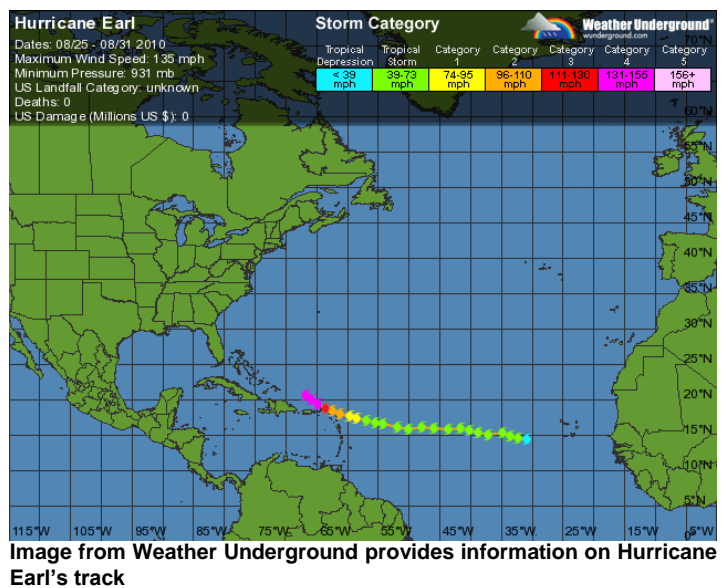 Hurricane Earl
Dates: 08/25 - 08/31 2010
Maximum Wind Speed: 135 mph
Minimum Pressure: 931 mb
US Landfall Category: unknown
Deaths: 0
US Damage (Millions US $): 0
Storm Category
Weather Underground®
wunderground.com
Tropical Depression Tropical Storm Category 1 Category 2 Category 3 Category 4 Category 5
< 39 mph 39-73 mph 74-95 mph 96-110 mph 111-130 mph 131-155 mph 156+ mph
70°N
60°N
55°N
50°N
45°N
40°N
35°N
30°N
25°N
20°N
15°N
10°N
5°N
0°
115°W 105°W 95°W 85°W 75°W 65°W 55°W 45°W 35°W 25°W 15°W 5°W
Image from Weather Underground provides information on Hurricane
Earl's track